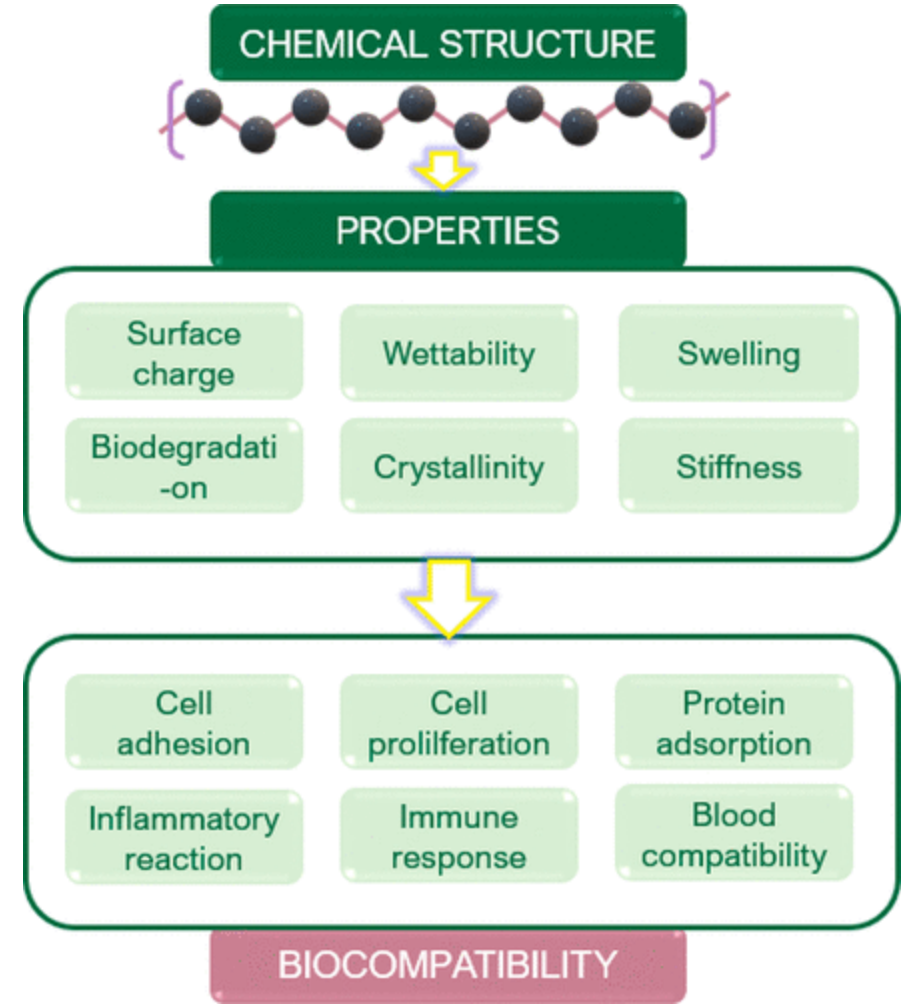 CHEMICAL STRUCTURE
PROPERTIES
Surface
charge
Wettability
Swelling
Biodegradati
-on
Crystallinity
Stiffness
Cell
adhesion
Cell
prolilferation
Protein
adsorption
Inflammatory
reaction
Immune
response
Blood
compatibility
BIOCOMPATIBILITY